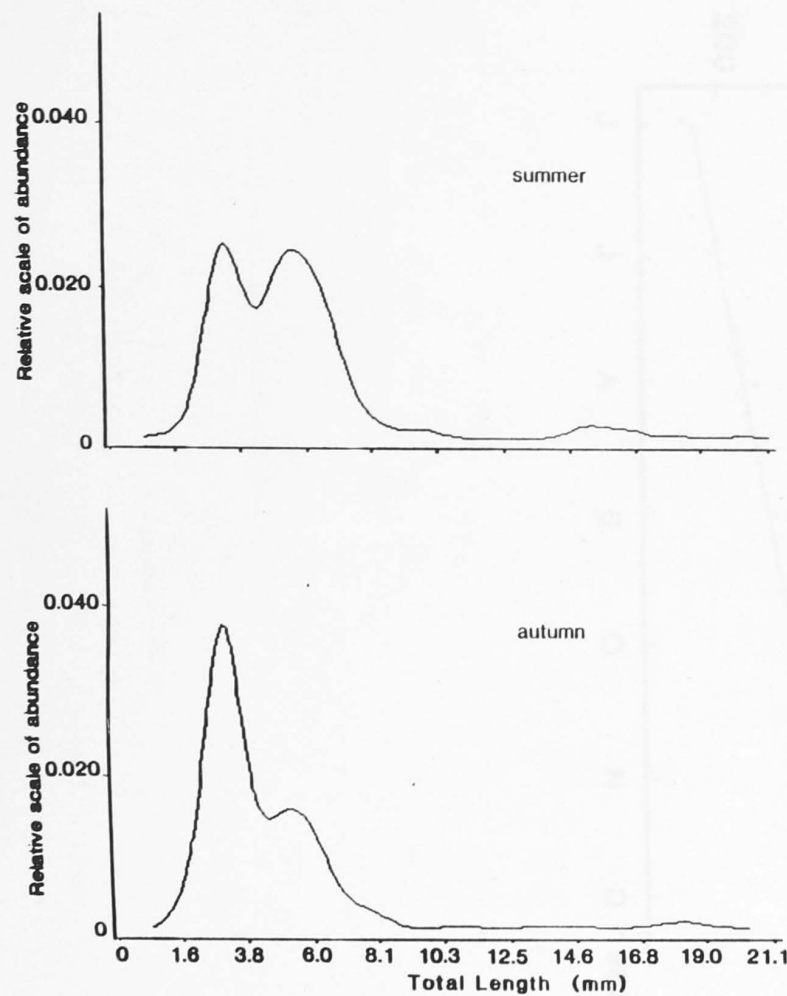 Relative scale of abundance
0.040
0.020
0
summer
Relative scale of abundance
0.040
0.020
0
autumn
0 1.6 3.8 6.0 8.1 10.3 12.5 14.6 16.8 19.0 21.1
Total Length (mm)